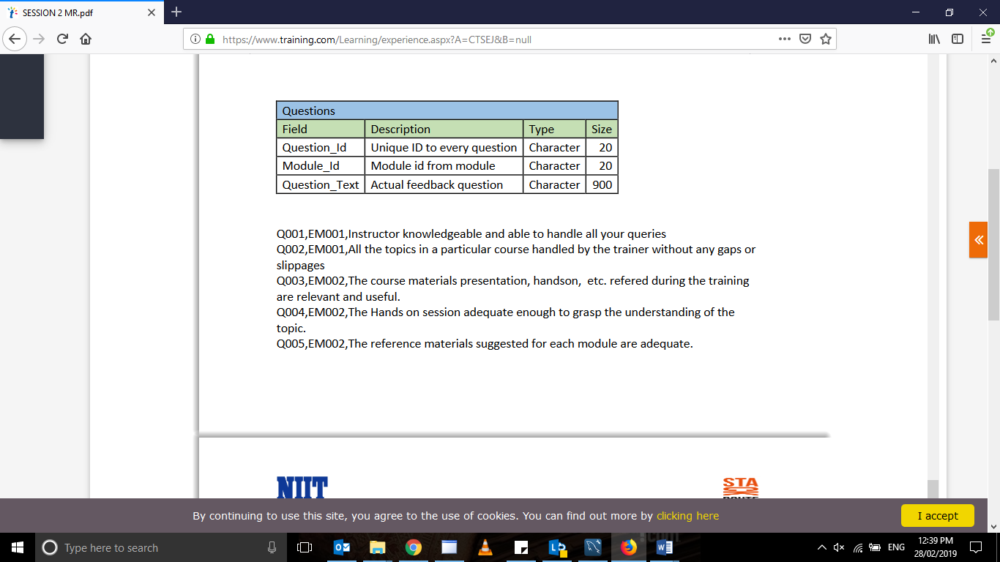 SESSION 2 MR.pdf
https://www.training.com/Learning/experience.aspx?A=CTSEJ&B=null
Questions
Field Description Type Size
Question_Id Unique ID to every question Character 20
Module_Id Module id from module Character 20
Question_Text Actual feedback question Character 900
Q001,EM001,Instructor knowledgeable and able to handle all your queries
Q002,EM001,All the topics in a particular course handled by the trainer without any gaps or
slippages
Q003,EM002,The course materials presentation, handson, etc. refered during the training
are relevant and useful.
Q004,EM002,The Hands on session adequate enough to grasp the understanding of the
topic.
Q005,EM002,The reference materials suggested for each module are adequate.
NIIT
STA
By continuing to use this site, you agree to the use of cookies. You can find out more by clicking here
I accept
Type here to search
ENG
12:39 PM
28/02/2019